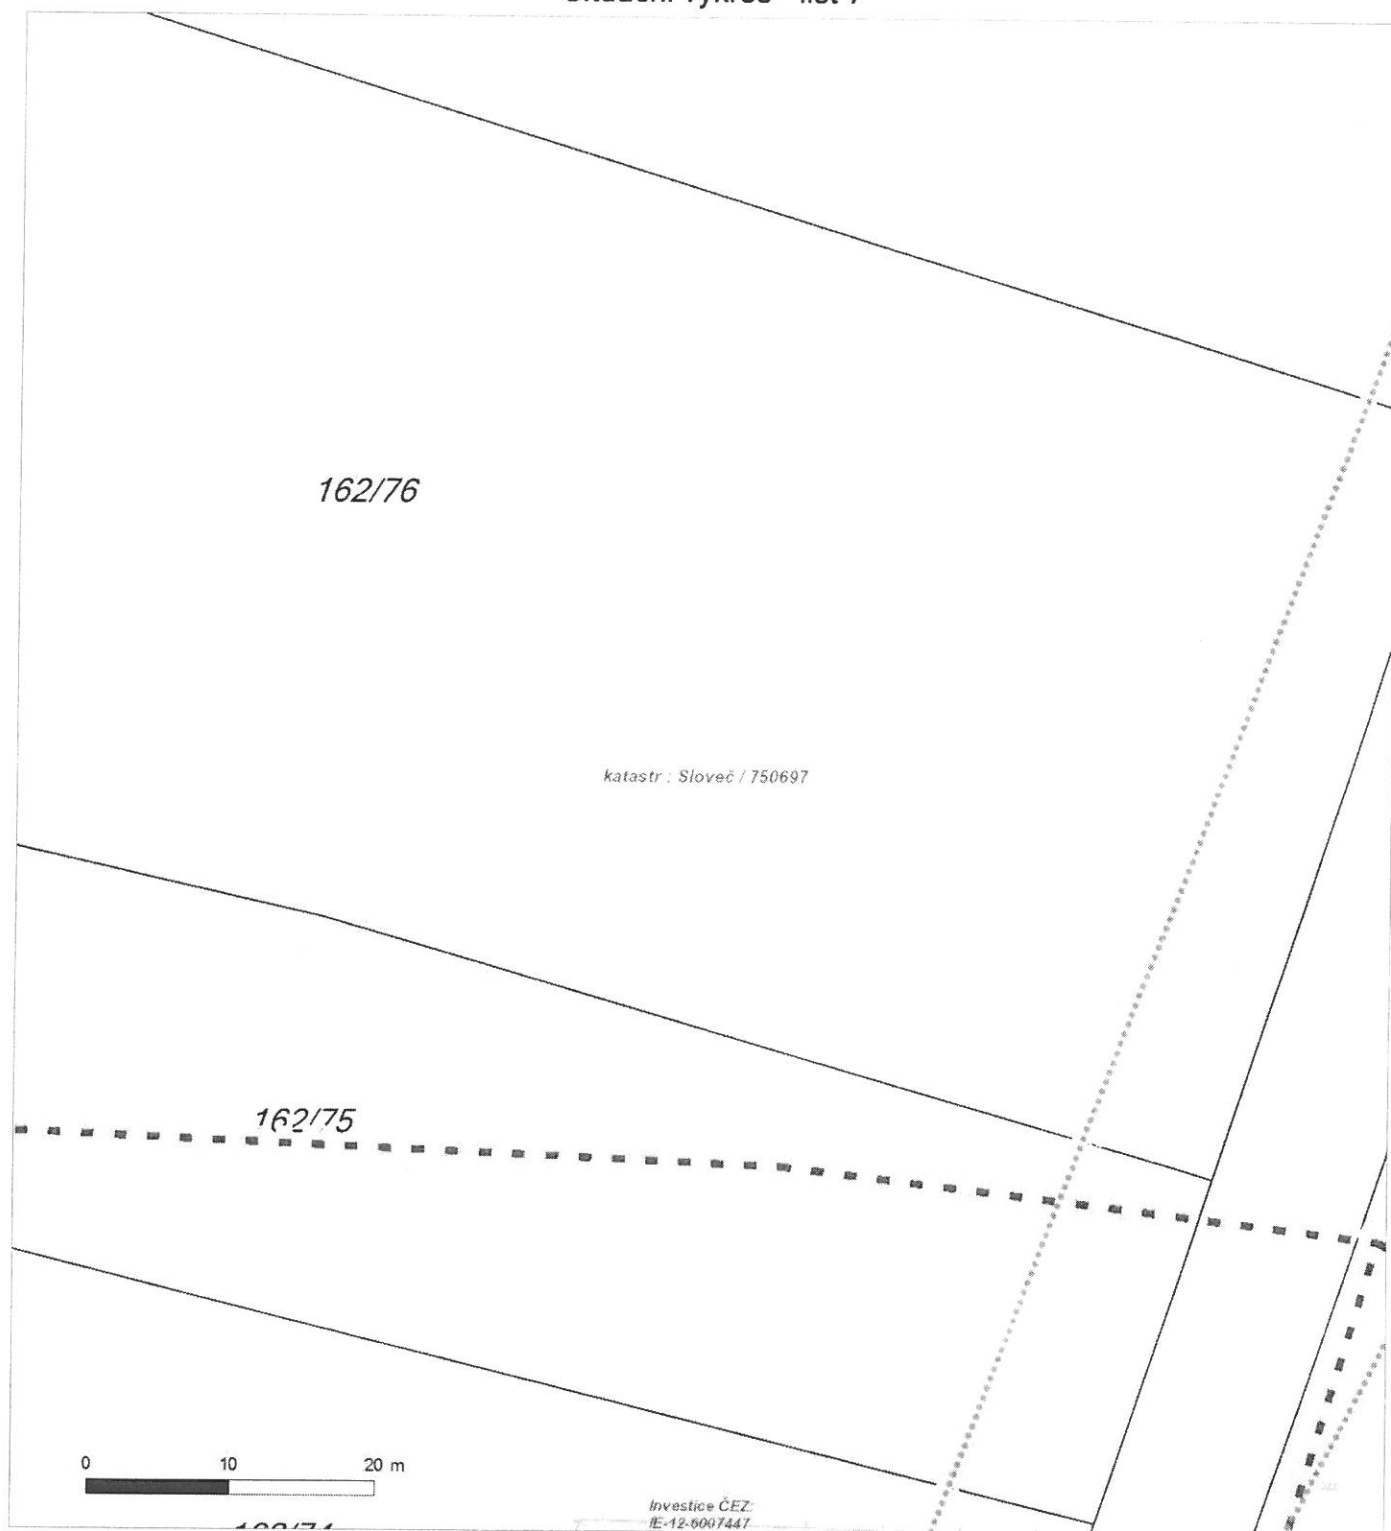 162/76
katastr : Sloveč / 750697
162/75
0 10 20 m
Investice ČEZ:
IE-12-6007447